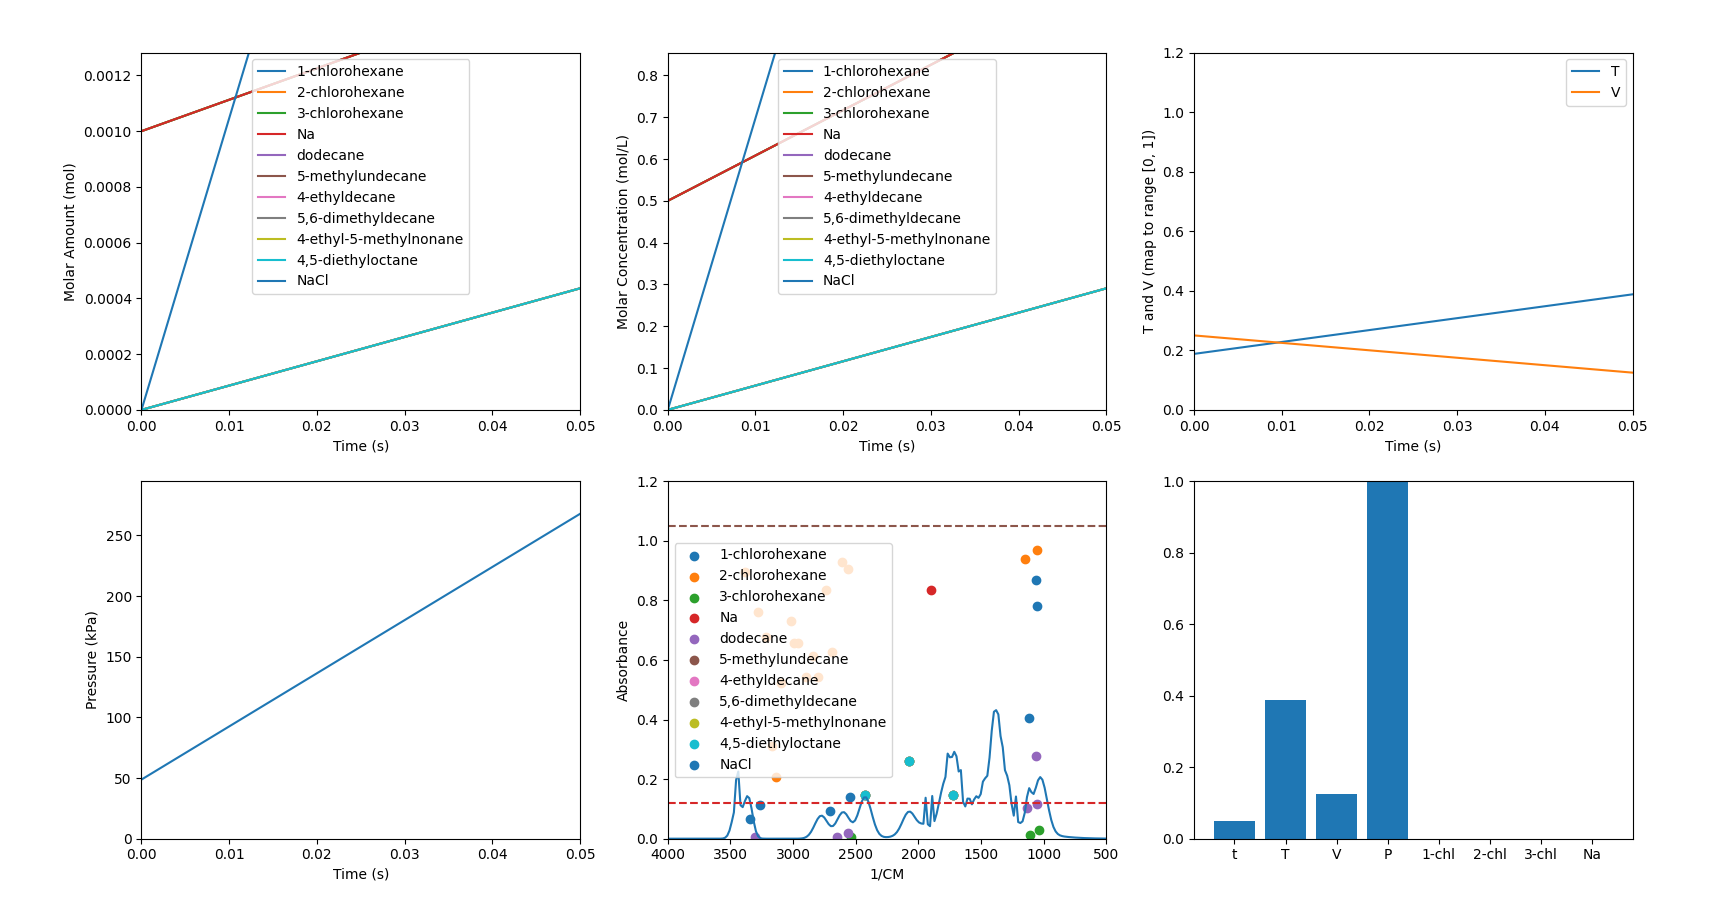 0.0012
0.0010
0.0008
0.0006
0.0004
0.0002
0.0000
Molar Amount (mol)
1-chlorohexane
2-chlorohexane
3-chlorohexane
Na
dodecane
5-methylundecane
4-ethyldecane
5,6-dimethyldecane
4-ethyl-5-methylnonane
4,5-diethyloctane
NaCl
0.00 0.01 0.02 0.03 0.04 0.05
Time (s)
0.8
0.7
0.6
0.5
0.4
0.3
0.2
0.1
0.0
Molar Concentration (mol/L)
1-chlorohexane
2-chlorohexane
3-chlorohexane
Na
dodecane
5-methylundecane
4-ethyldecane
5,6-dimethyldecane
4-ethyl-5-methylnonane
4,5-diethyloctane
NaCl
0.00 0.01 0.02 0.03 0.04 0.05
Time (s)
1.2
1.0
0.8
0.6
0.4
0.2
0.0
T and V (map to range [0, 1])
T
V
0.00 0.01 0.02 0.03 0.04 0.05
Time (s)
250
200
150
100
50
0
Pressure (kPa)
0.00 0.01 0.02 0.03 0.04 0.05
Time (s)
1.2
1.0
0.8
0.6
0.4
0.2
0.0
Absorbance
1-chlorohexane
2-chlorohexane
3-chlorohexane
Na
dodecane
5-methylundecane
4-ethyldecane
5,6-dimethyldecane
4-ethyl-5-methylnonane
4,5-diethyloctane
NaCl
4000 3500 3000 2500 2000 1500 1000 500
1/CM
1.0
0.8
0.6
0.4
0.2
0.0
t T V P 1-chl 2-chl 3-chl Na